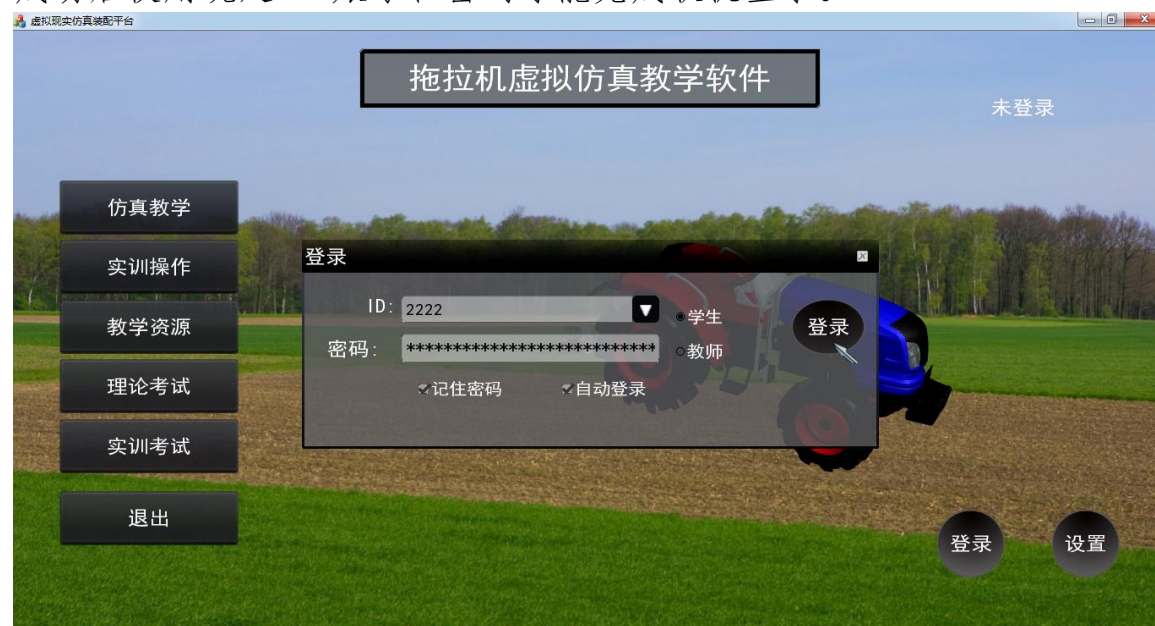 虚拟现实仿真装配平台
拖拉机虚拟仿真教学软件
未登录
仿真教学
实训操作
教学资源
理论考试
实训考试
退出
登录
ID: 2222
学生
密码: ***************************
教师
登录
记住密码 自动登录
登录
设置